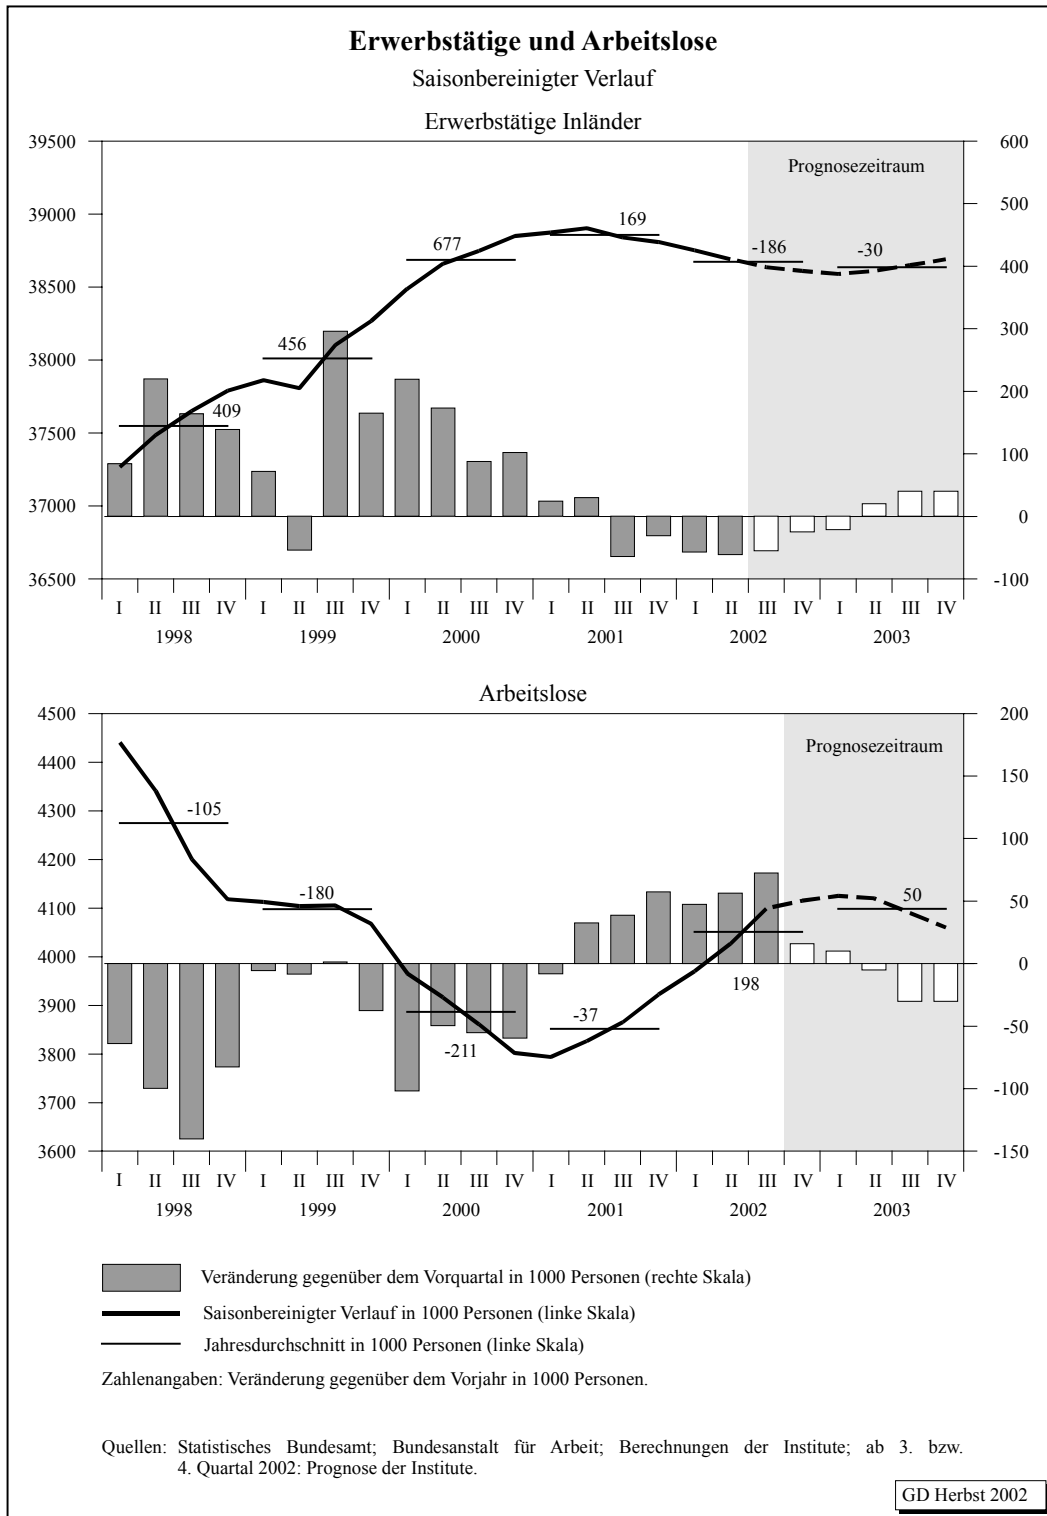 Erwerbstätige und Arbeitslose
Saisonbereinigter Verlauf
Erwerbstätige Inländer
39500 600
Prognosezeitraum
500
39000 169
677 -186 -30
400
38500
300
456
38000
200
409
37500
100
37000
0
36500 -100
I II III IV I II III IV I II III IV I II III IV I II III IV I II III IV
1998 1999 2000 2001 2002 2003
Arbeitslose
4500 200
Prognosezeitraum
4400 150
4300 -105
100
4200
-180 50
4100 50
4000 0
198
3900
-37 -50
3800 -211
-100
3700
3600 -150
I II III IV I II III IV I II III IV I II III IV I II III IV I II III IV
1998 1999 2000 2001 2002 2003
Veränderung gegenüber dem Vorquartal in 1000 Personen (rechte Skala)
Saisonbereinigter Verlauf in 1000 Personen (linke Skala)
Jahresdurchschnitt in 1000 Personen (linke Skala)
Zahlenangaben: Veränderung gegenüber dem Vorjahr in 1000 Personen.
Quellen: Statistisches Bundesamt; Bundesanstalt für Arbeit; Berechnungen der Institute; ab 3. bzw.
4. Quartal 2002: Prognose der Institute.
GD Herbst 2002